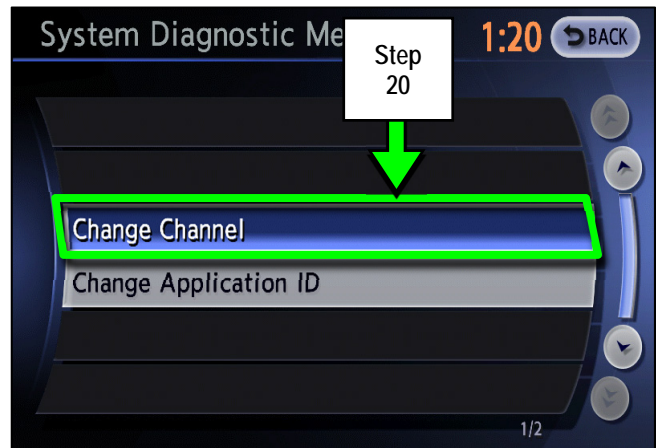 System Diagnostic Me
1:20
BACK
Step
20
Change Channel
Change Application ID
1/2